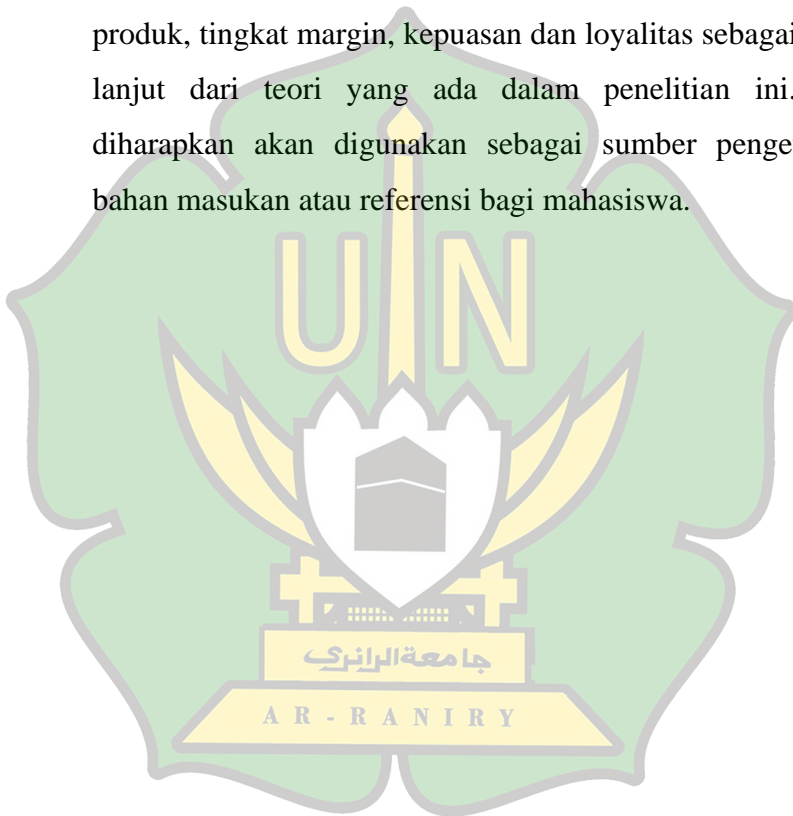 produk, tingkat margin, kepuasan dan loyalitas sebagai
lanjut dari teori yang ada dalam penelitian ini.
diharapkan akan digunakan sebagai sumber penge
bahan masukan atau referensi bagi mahasiswa.
UIN
جامعة الرانري
AR-RANIRY